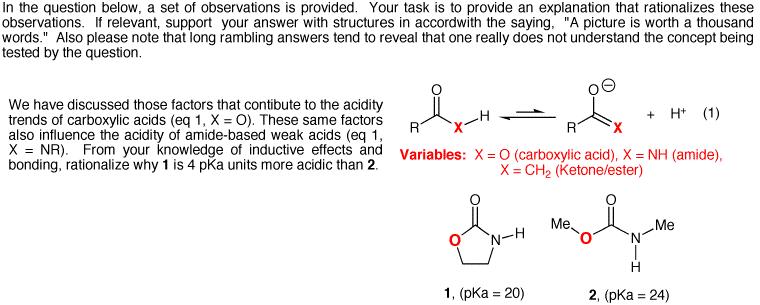 In the question below, a set of observations is provided. Your task is to provide an explanation that rationalizes these
observations. If relevant, support your answer with structures in accordwith the saying, "A picture is worth a thousand
words." Also please note that long rambling answers tend to reveal that one really does not understand the concept being
tested by the question.
We have discussed those factors that contibute to the acidity
trends of carboxylic acids (eq 1, X = O). These same factors
also influence the acidity of amide-based weak acids (eq 1,
X = NR). From your knowledge of inductive effects and
bonding, rationalize why 1 is 4 pKa units more acidic than 2.
O
R
X
H
O ⊖
R
X
+ H+ (1)
Variables: X = O (carboxylic acid), X = NH (amide),
X = CH2 (Ketone/ester)
O
O
N
H
1, (pKa = 20)
O
Me
O
N
Me
H
2, (pKa = 24)